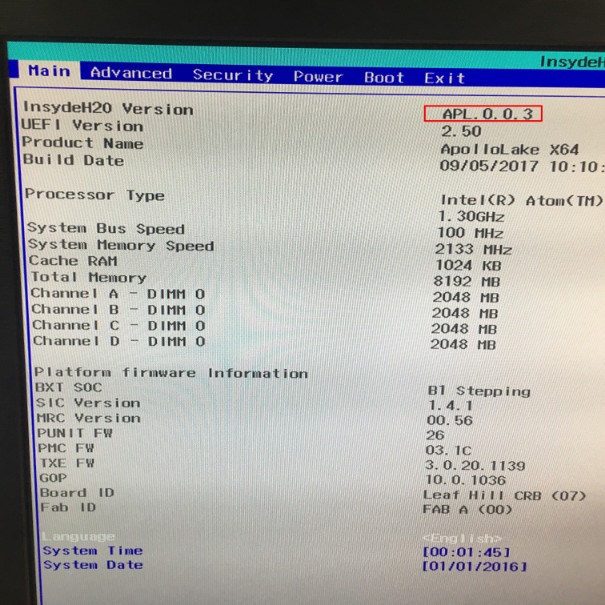 InsydeH
Main Advanced Security Power Boot Exit
InsydeH2O Version APL.0.0.3
UEFI Version 2.50
Product Name ApolloLake X64
Build Date 09/05/2017 10:10:
Processor Type Intel(R) Atom(TM)
1.30GHz
System Bus Speed 100 MHz
System Memory Speed 2133 MHz
Cache RAM 1024 KB
Total Memory 8192 MB
Channel A - DIMM 0 2048 MB
Channel B - DIMM 0 2048 MB
Channel C - DIMM 0 2048 MB
Channel D - DIMM 0 2048 MB
Platform firmware Information
BXT SOC B1 Stepping
SIC Version 1.4.1
MRC Version 00.56
PUNIT FW 26
PMC FW 03.1C
TXE FW 3.0.20.1139
GOP 10.0.1036
Board ID Leaf Hill CRB (07)
Fab ID FAB A (00)
Language <English>
System Time [00:01:45]
System Date [01/01/2016]